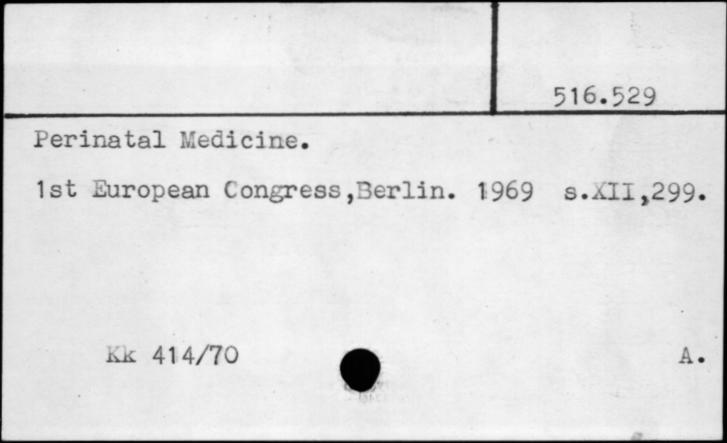 516.529
Perinatal Medicine.
1st European Congress,Berlin. 1969 s.XII,299.
Kk 414/70 A.